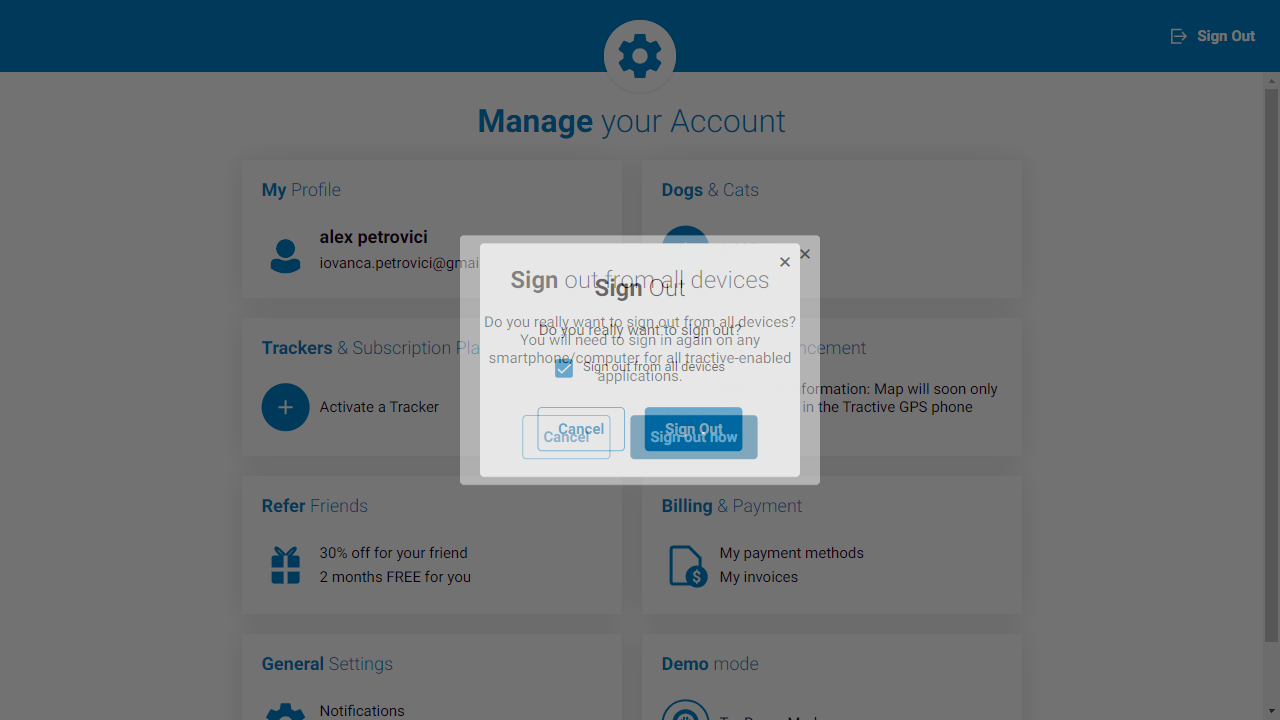 Sign Out
Manage your Account
My Profile
alex petrovici
iovanca.petrovici@gmai
Dogs & Cats
Sign out from all devices
Do you really want to sign out from all devices?
You will need to sign in again on any
smartphone/computer for all tractive-enabled
applications.
Cancel
Sign out now
Sign Out
Do you really want to sign out?
Sign out from all devices
Cancel
Sign Out
Trackers & Subscription Pla
Activate a Tracker
ncement
formation: Map will soon only
in the Tractive GPS phone
Refer Friends
30% off for your friend
2 months FREE for you
Billing & Payment
My payment methods
My invoices
General Settings
Notifications
Demo mode